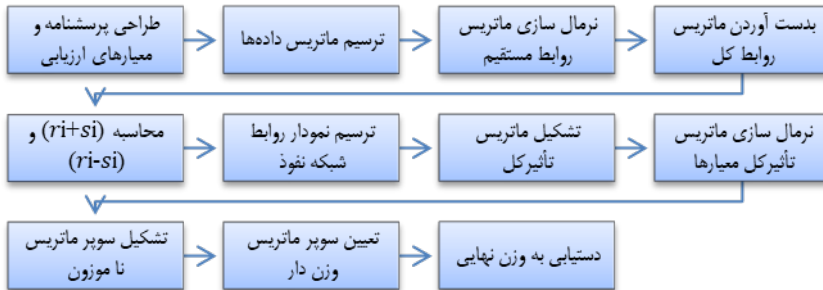 طراحی پرسشنامه و
معیارهای ارزیابی
ترسیم ماتریس داده‌ها
نرمال سازی ماتریس
روابط مستقیم
بدست آوردن ماتریس
روابط کل
محاسبه (ri+si) و
(ri-si)
ترسیم نمودار روابط
شبکه نفوذ
تشکیل ماتریس
تأثیرکل
نرمال سازی ماتریس
تأثیرکل معیارها
تشکیل سوپر ماتریس
نا موزون
تعیین سوپر ماتریس
وزن دار
دستیابی به وزن نهایی